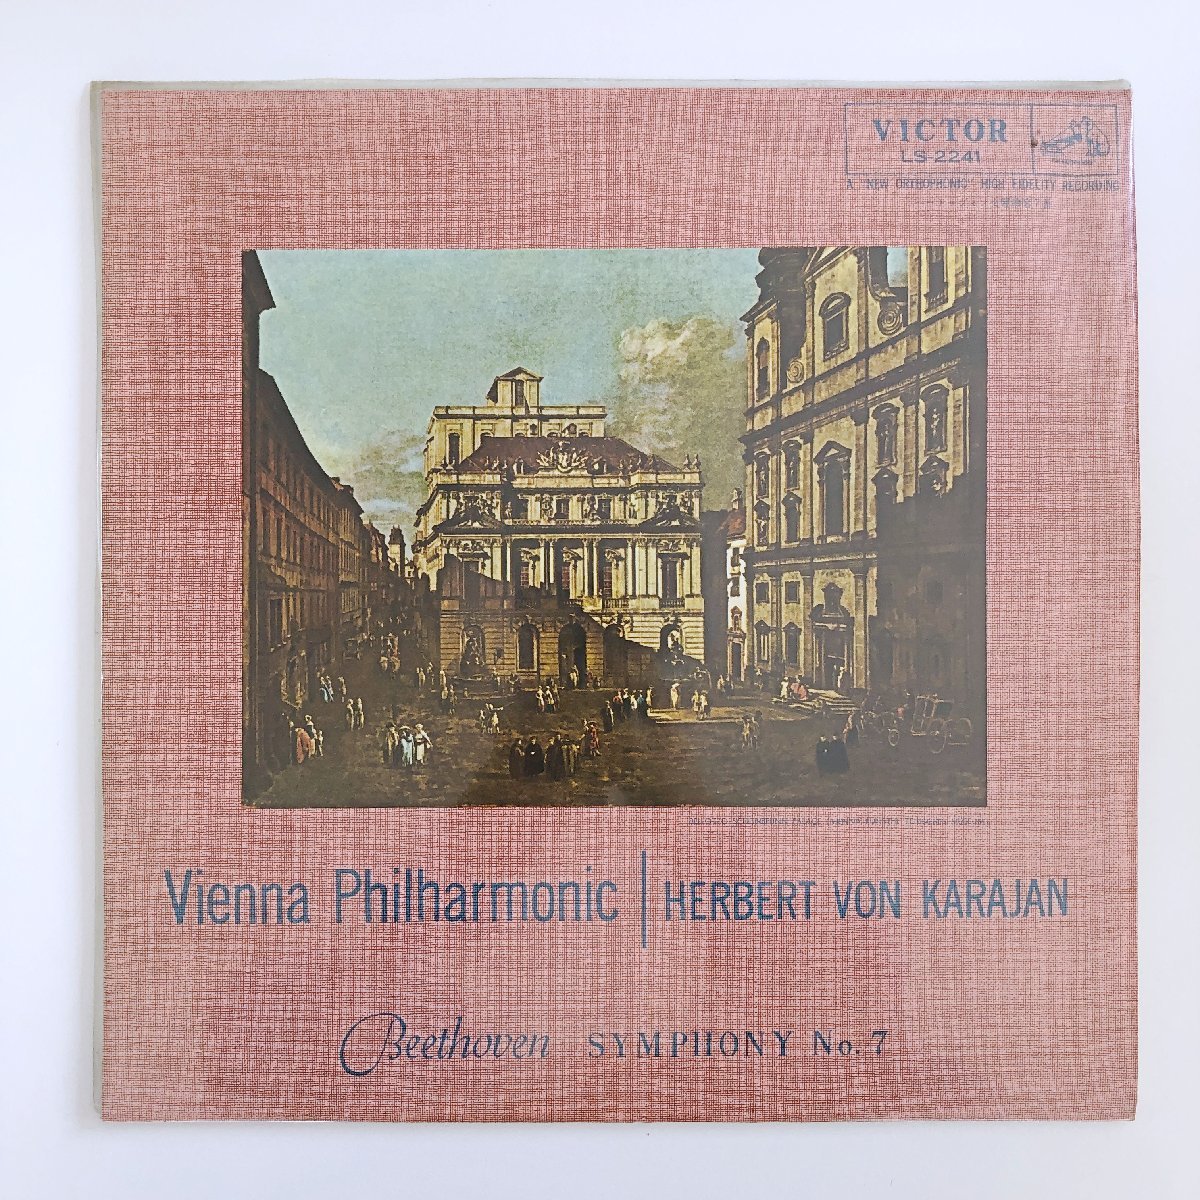 VICTOR
LS-2241
A "NEW ORTHOPHONIC" HIGH FIDELITY RECORDING
Vienna Philharmonic | HERBERT VON KARAJAN
Beethoven SYMPHONY No. 7